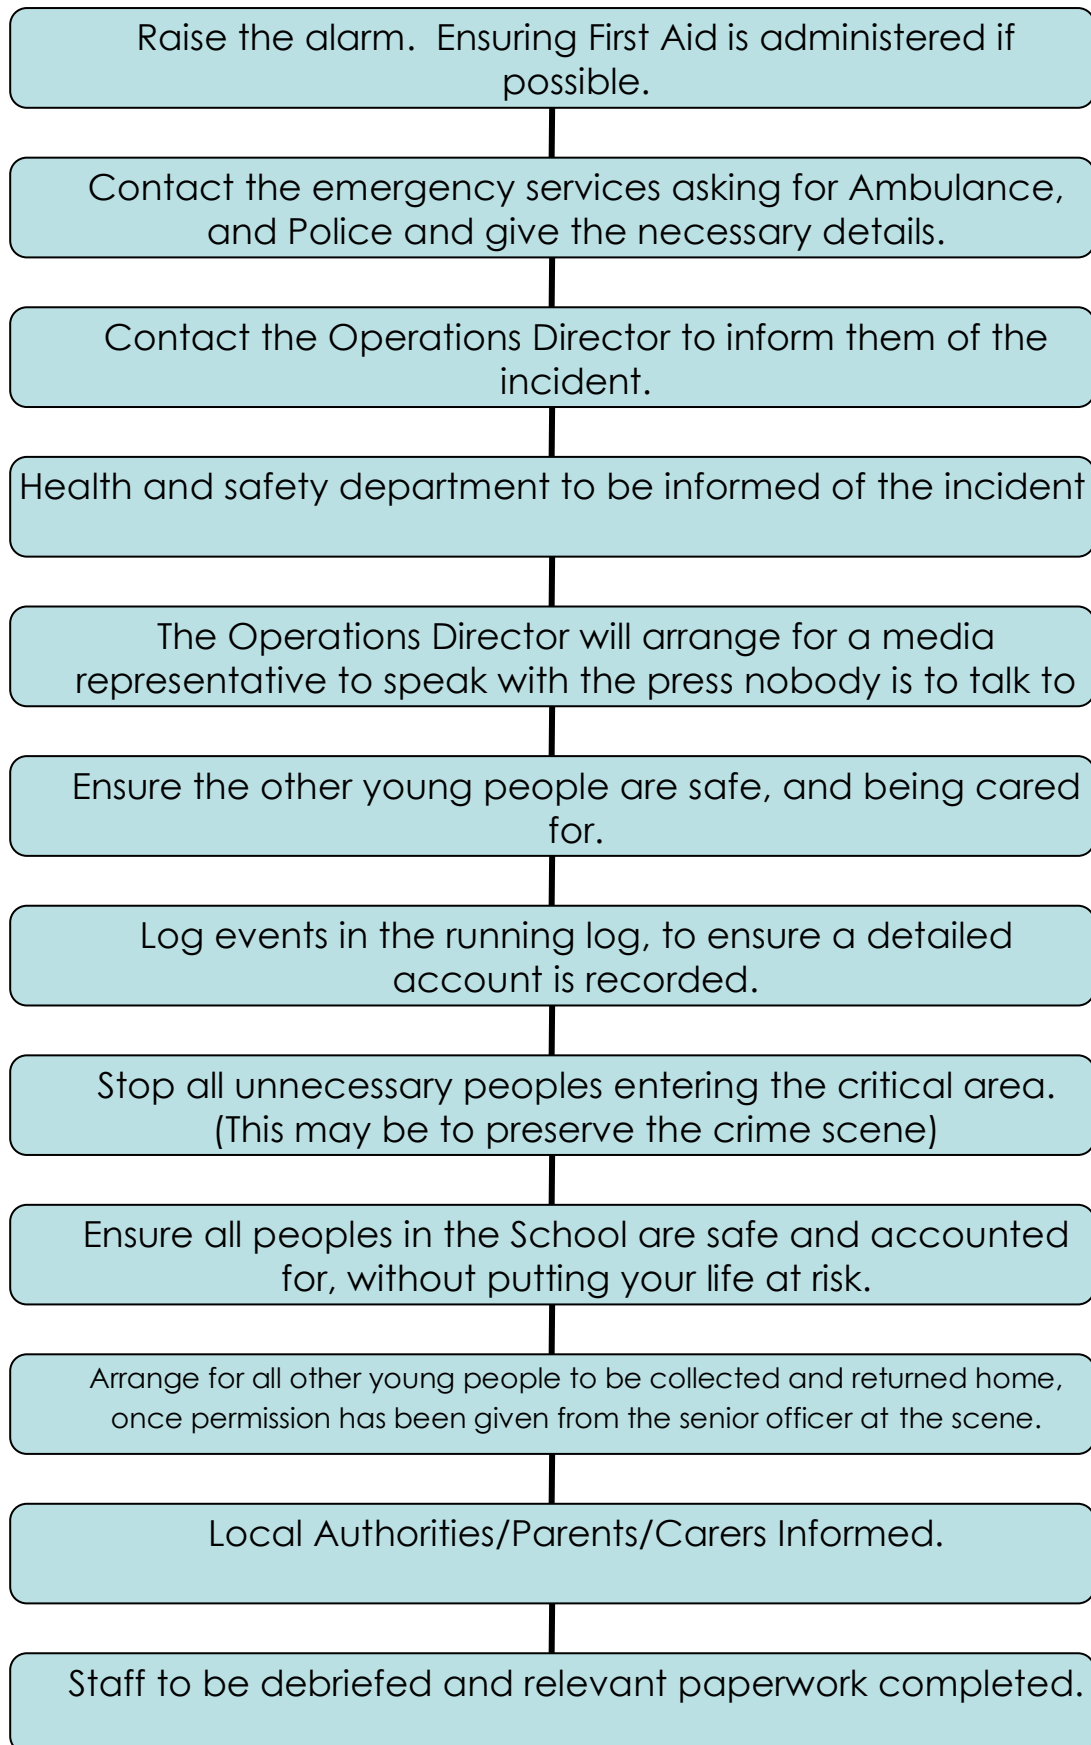 Raise the alarm.  Ensuring First Aid is administered if
possible.
Contact the emergency services asking for Ambulance,
and Police and give the necessary details.
Contact the Operations Director to inform them of the
incident.
Health and safety department to be informed of the incident
The Operations Director will arrange for a media
representative to speak with the press nobody is to talk to
Ensure the other young people are safe, and being cared
for.
Log events in the running log, to ensure a detailed
account is recorded.
Stop all unnecessary peoples entering the critical area.
(This may be to preserve the crime scene)
Ensure all peoples in the School are safe and accounted
for, without putting your life at risk.
Arrange for all other young people to be collected and returned home,
once permission has been given from the senior officer at the scene.
Local Authorities/Parents/Carers Informed.
Staff to be debriefed and relevant paperwork completed.